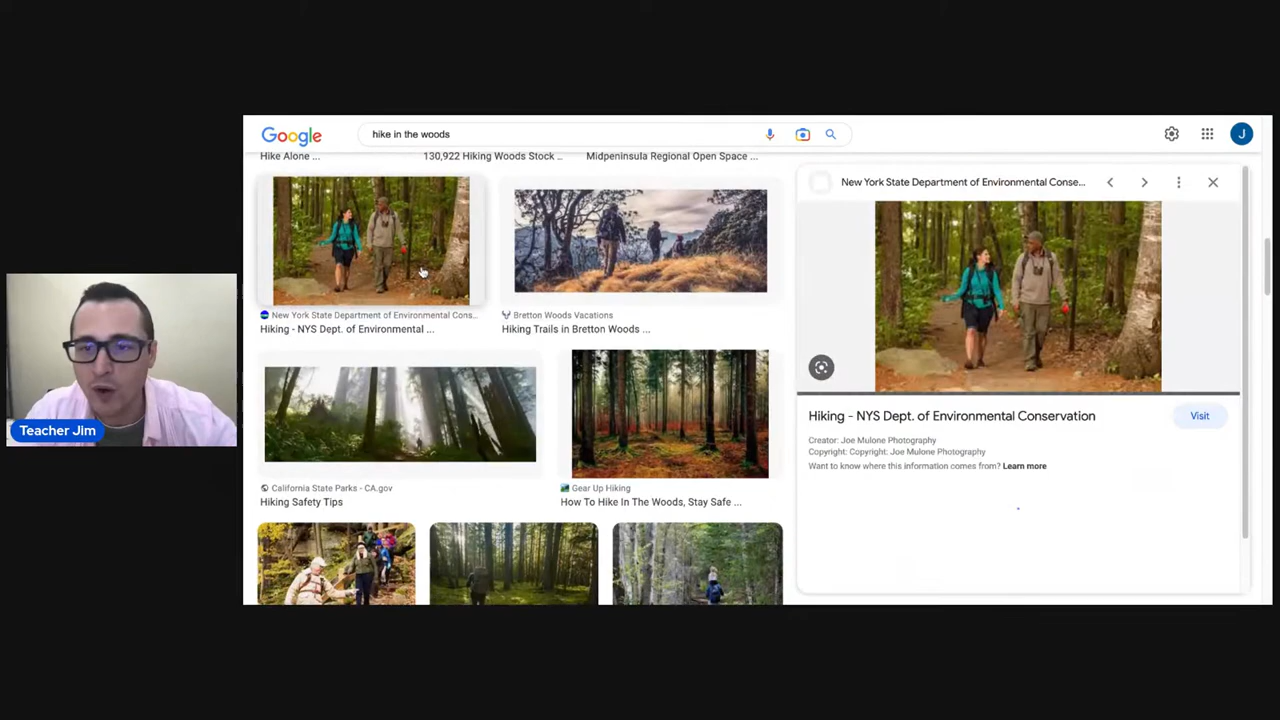 Google
hike in the woods
J
Hike Alone ...
130,922 Hiking Woods Stock ...
Midpeninsula Regional Open Space ...
New York State Department of Environmental Cons...
Hiking - NYS Dept. of Environmental ...
Bretton Woods Vacations
Hiking Trails in Bretton Woods ...
California State Parks - CA.gov
Hiking Safety Tips
Gear Up Hiking
How To Hike In The Woods, Stay Safe ...
New York State Department of Environmental Conse...
Hiking - NYS Dept. of Environmental Conservation
Visit
Creator: Joe Mulone Photography
Copyright: Copyright: Joe Mulone Photography
Want to know where this information comes from? Learn more
Teacher Jim